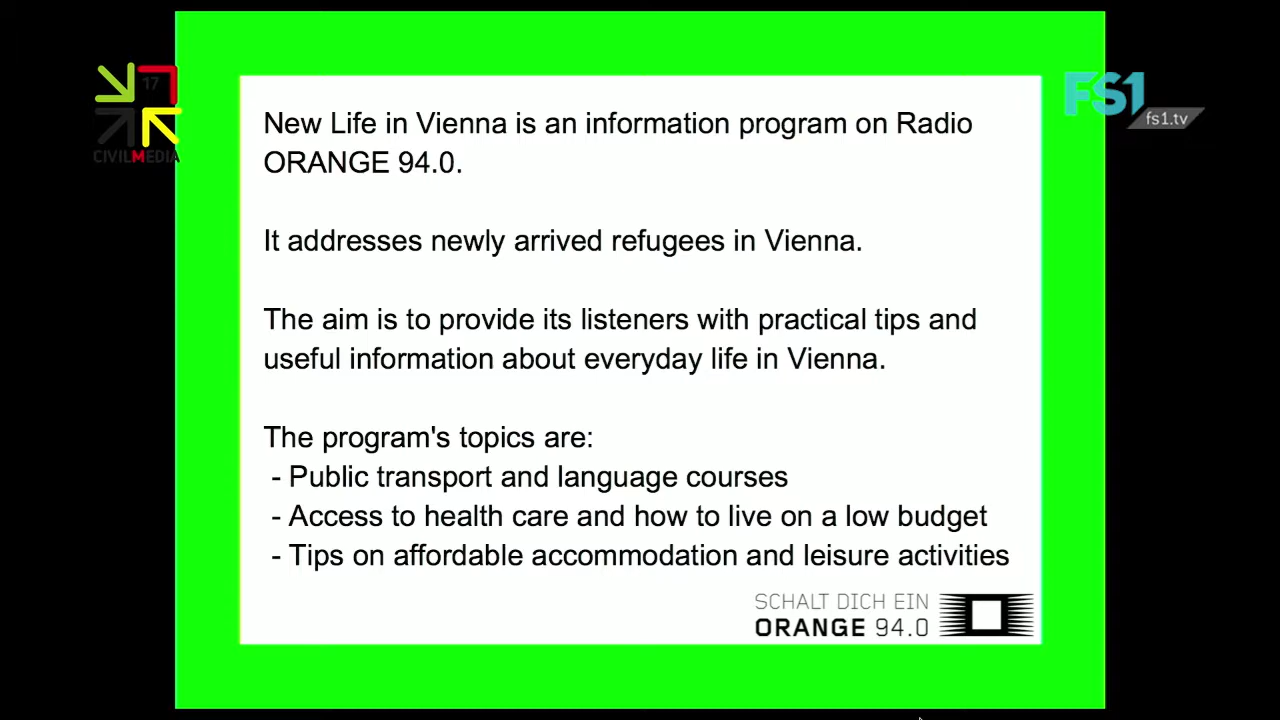 17
CIVILMEDIA
FS1
fs1.tv
New Life in Vienna is an information program on Radio
ORANGE 94.0.
It addresses newly arrived refugees in Vienna.
The aim is to provide its listeners with practical tips and
useful information about everyday life in Vienna.
The program's topics are:
- Public transport and language courses
- Access to health care and how to live on a low budget
- Tips on affordable accommodation and leisure activities
SCHALT DICH EIN
ORANGE 94.0